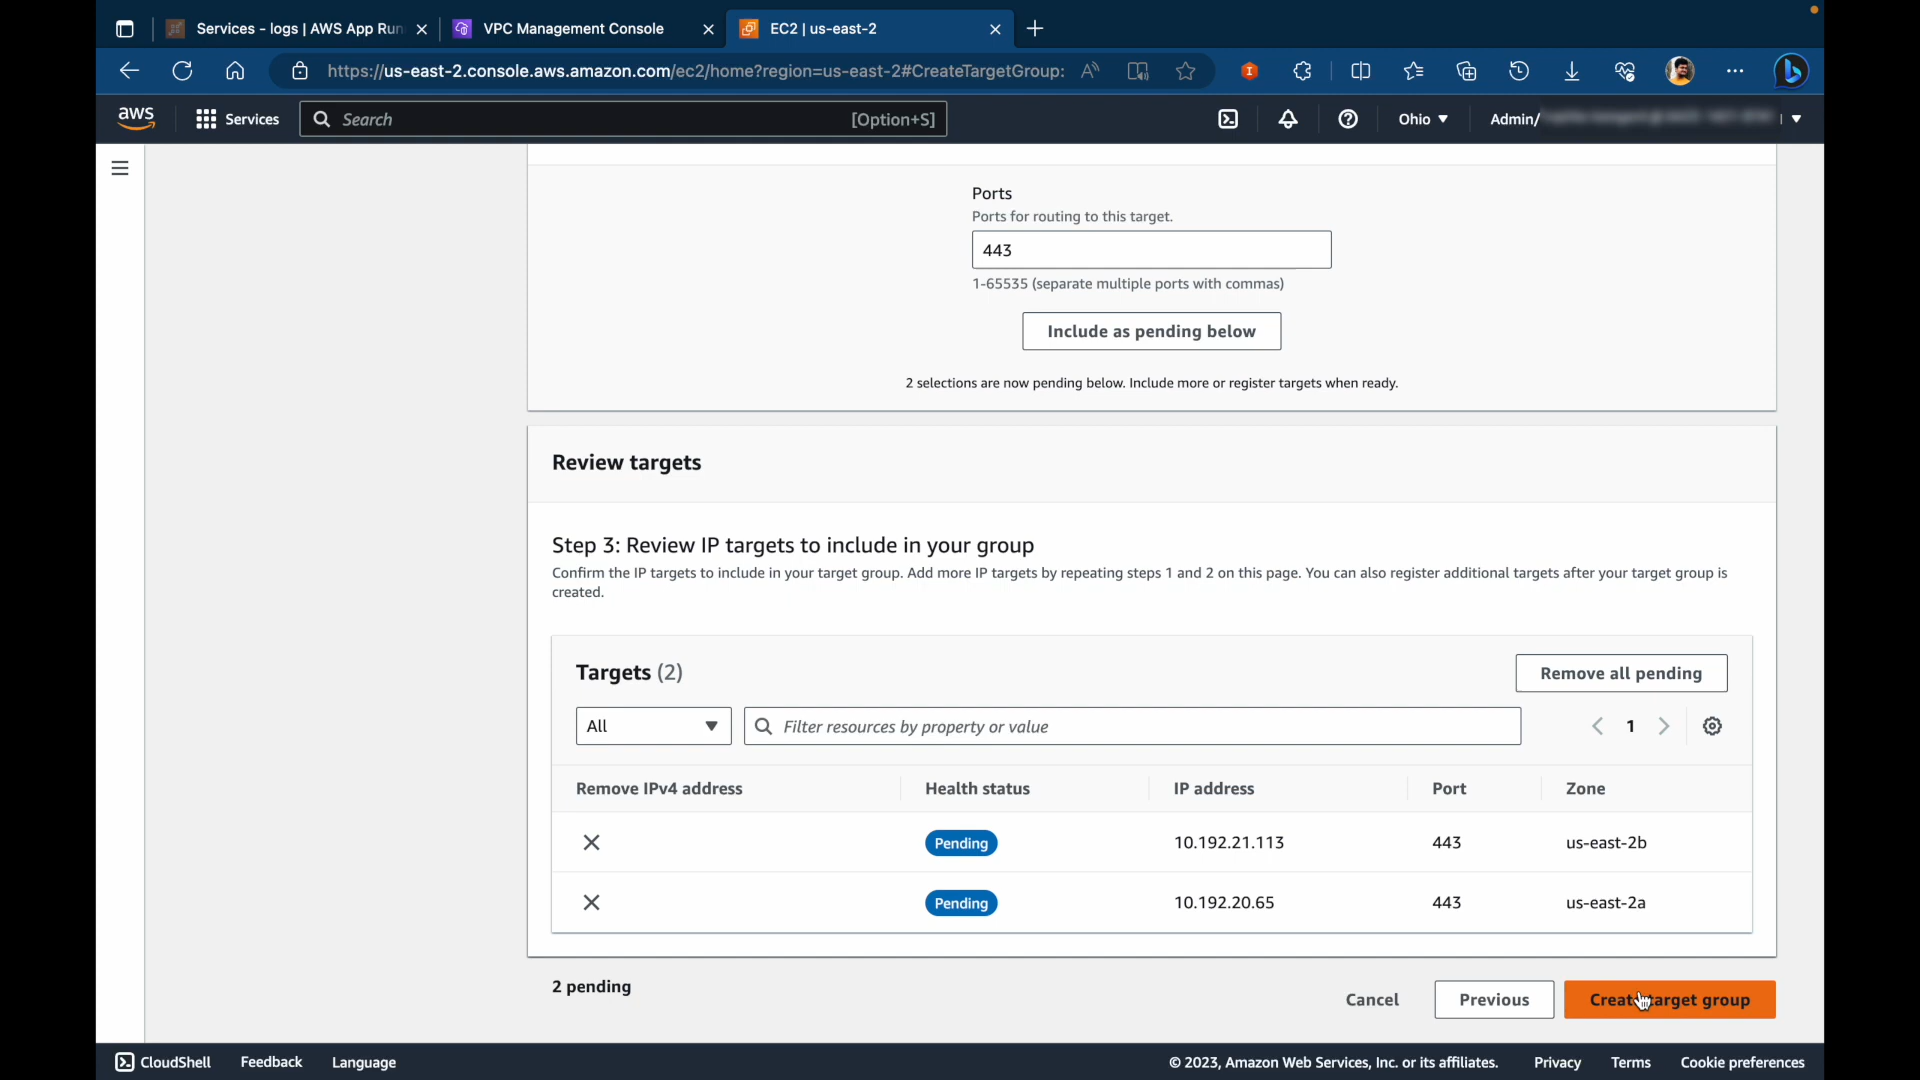 Services - logs | AWS App Run
VPC Management Console
EC2 | us-east-2
https://us-east-2.console.aws.amazon.com/ec2/home?region=us-east-2#CreateTargetGroup:
aws
Services
Search
[Option+S]
Ohio
Admin/
Ports
Ports for routing to this target.
443
1-65535 (separate multiple ports with commas)
Include as pending below
2 selections are now pending below. Include more or register targets when ready.
Review targets
Step 3: Review IP targets to include in your group
Confirm the IP targets to include in your target group. Add more IP targets by repeating steps 1 and 2 on this page. You can also register additional targets after your target group is
created.
Targets (2)
Remove all pending
All
Filter resources by property or value
1
Remove IPv4 address Health status IP address Port Zone
Pending 10.192.21.113 443 us-east-2b
Pending 10.192.20.65 443 us-east-2a
2 pending
Cancel
Previous
Create target group
CloudShell
Feedback
Language
© 2023, Amazon Web Services, Inc. or its affiliates.
Privacy
Terms
Cookie preferences